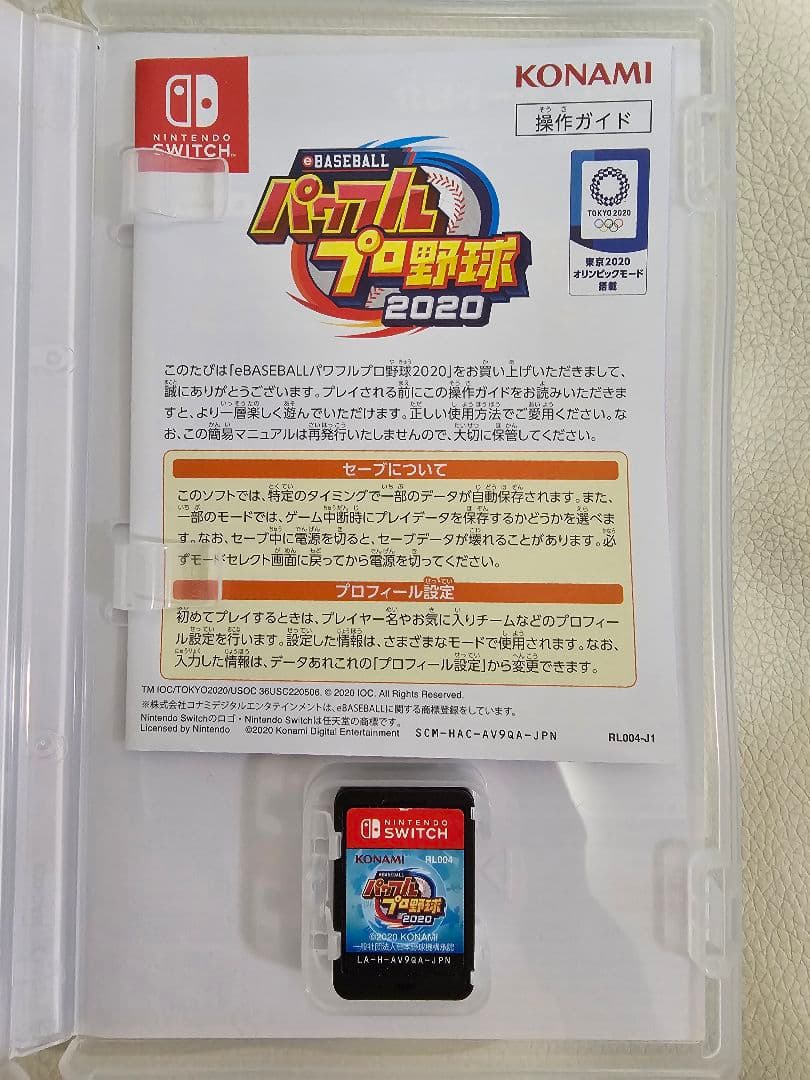 KONAMI
操作ガイド
NINTENDO
SWITCH
eBASEBALL
パワフル
プロ野球
2020
TOKYO 2020
東京2020
オリンピックモード
搭載
このたびは「eBASEBALLパワフルプロ野球2020」をお買い上げいただきまして、
誠にありがとうございます。プレイされる前にこの操作ガイドをお読みいただきま
すと、より一層楽しく遊んでいただけます。正しい使用方法でご愛用ください。な
お、この簡易マニュアルは再発行いたしませんので、大切に保管してください。
セーブについて
このソフトでは、特定のタイミングで一部のデータが自動保存されます。また、
一部のモードでは、ゲーム中断時にプレイデータを保存するかどうかを選べま
す。なお、セーブ中に電源を切ると、セーブデータが壊れることがあります。必
ずモードセレクト画面に戻ってから電源を切ってください。
プロフィール設定
初めてプレイするときは、プレイヤー名やお気に入りチームなどのプロフィー
ル設定を行います。設定した情報は、さまざまなモードで使用されます。なお、
入力した情報は、データあれこれの「プロフィール設定」から変更できます。
TM IOC/TOKYO2020/USOC 36USC220506. © 2020 IOC. All Rights Reserved.
※株式会社コナミデジタルエンタテインメントは、eBASEBALLに関する商標登録をしています。
Nintendo Switchのロゴ・Nintendo Switchは任天堂の商標です。
Licensed by Nintendo ©2020 Konami Digital Entertainment SCM-HAC-AV9QA-JPN RL004-J1
NINTENDO
SWITCH
KONAMI RL004
eBASEBALL
パワフル
プロ野球
2020
©2020 KONAMI
一般社団法人日本野球機構承認
LA-H-AV9QA-JPN